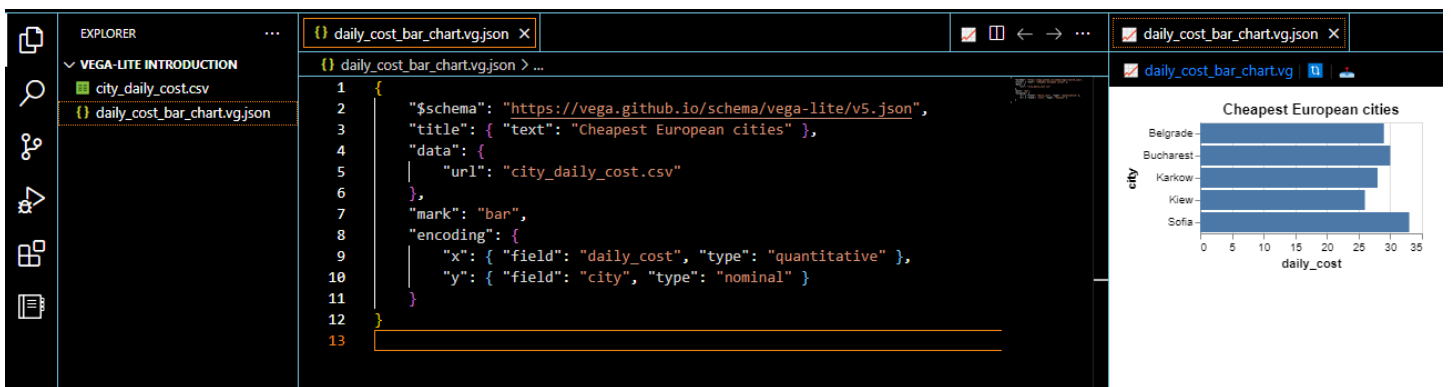 EXPLORER ...
VEGA-LITE INTRODUCTION
city_daily_cost.csv
{} daily_cost_bar_chart.vg.json
{} daily_cost_bar_chart.vg.json ×
{} daily_cost_bar_chart.vg.json > ...
1 {
2 "$schema": "https://vega.github.io/schema/vega-lite/v5.json",
3 "title": { "text": "Cheapest European cities" },
4 "data": {
5 "url": "city_daily_cost.csv"
6 },
7 "mark": "bar",
8 "encoding": {
9 "x": { "field": "daily_cost", "type": "quantitative" },
10 "y": { "field": "city", "type": "nominal" }
11 }
12 }
13
daily_cost_bar_chart.vg.json ×
daily_cost_bar_chart.vg
Cheapest European cities
city
Belgrade
Bucharest
Karkow
Kiew
Sofia
0 5 10 15 20 25 30 35
daily_cost